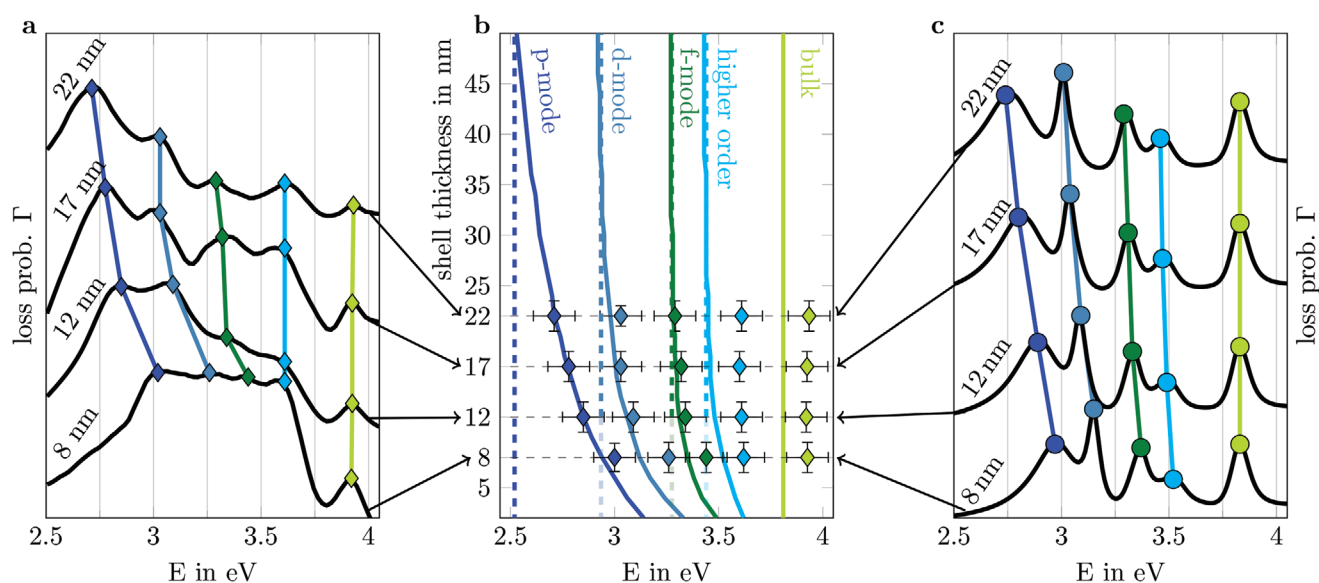 a
loss prob. Γ
22 nm
17 nm
12 nm
8 nm
2.5 3 3.5 4
E in eV
b
shell thickness in nm
45
40
35
30
25
22
17
12
8
5
p-mode
d-mode
f-mode
higher order
bulk
2.5 3 3.5 4
E in eV
c
22 nm
17 nm
12 nm
8 nm
loss prob. Γ
2.5 3 3.5 4
E in eV